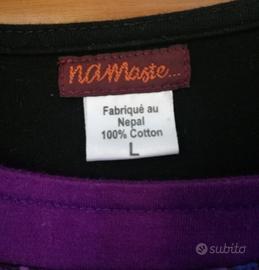 namaste...
Fabriqué au
Nepal
100% Cotton
L
subito